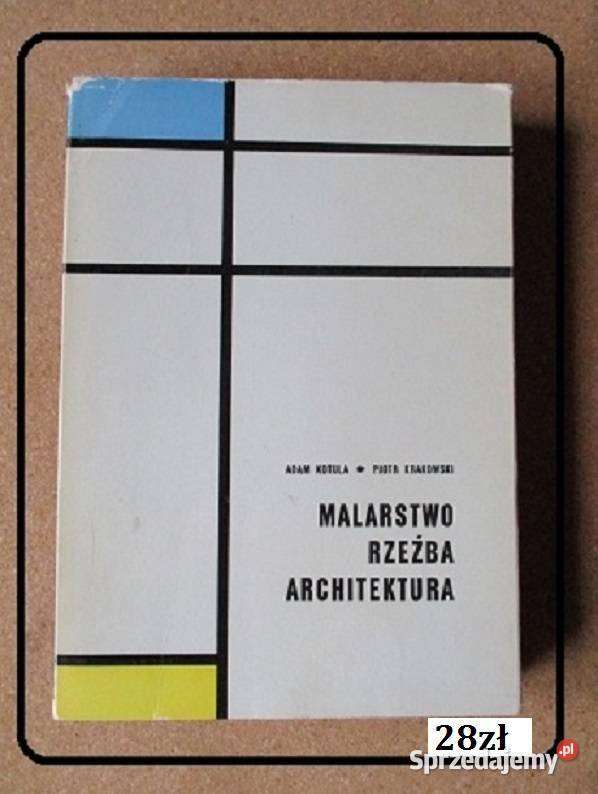 ADAM KOTULA ★ PIOTR KRAKOWSKI
MALARSTWO
RZEŹBA
ARCHITEKTURA
28zł
Sprzedajemy.pl